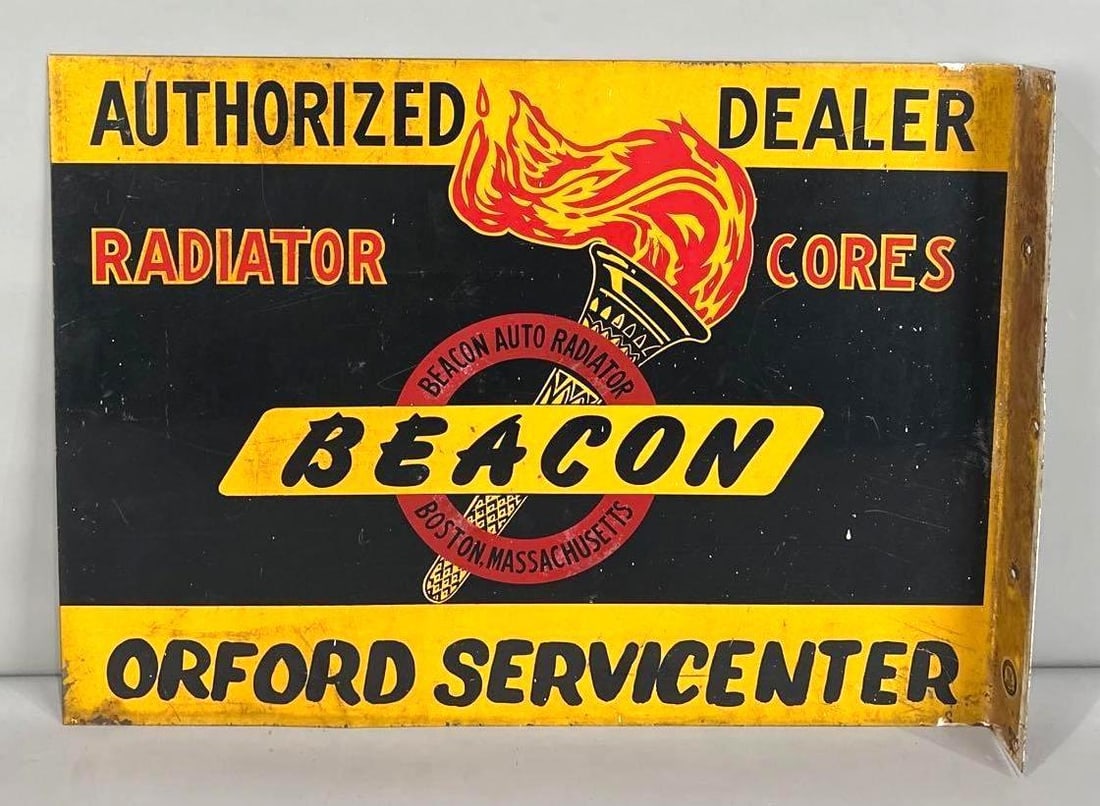 AUTHORIZED DEALER
RADIATOR CORES
BEACON AUTO RADIATOR
BEACON
BOSTON, MASSACHUSETTS
ORFORD SERVICENTER